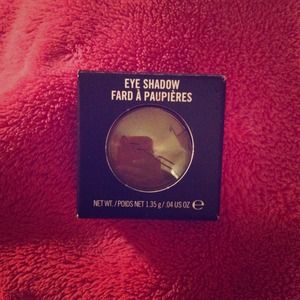 EYE SHADOW
FARD À PAUPIÈRES
NET WT. / POIDS NET 1.35 g / .04 US OZ e